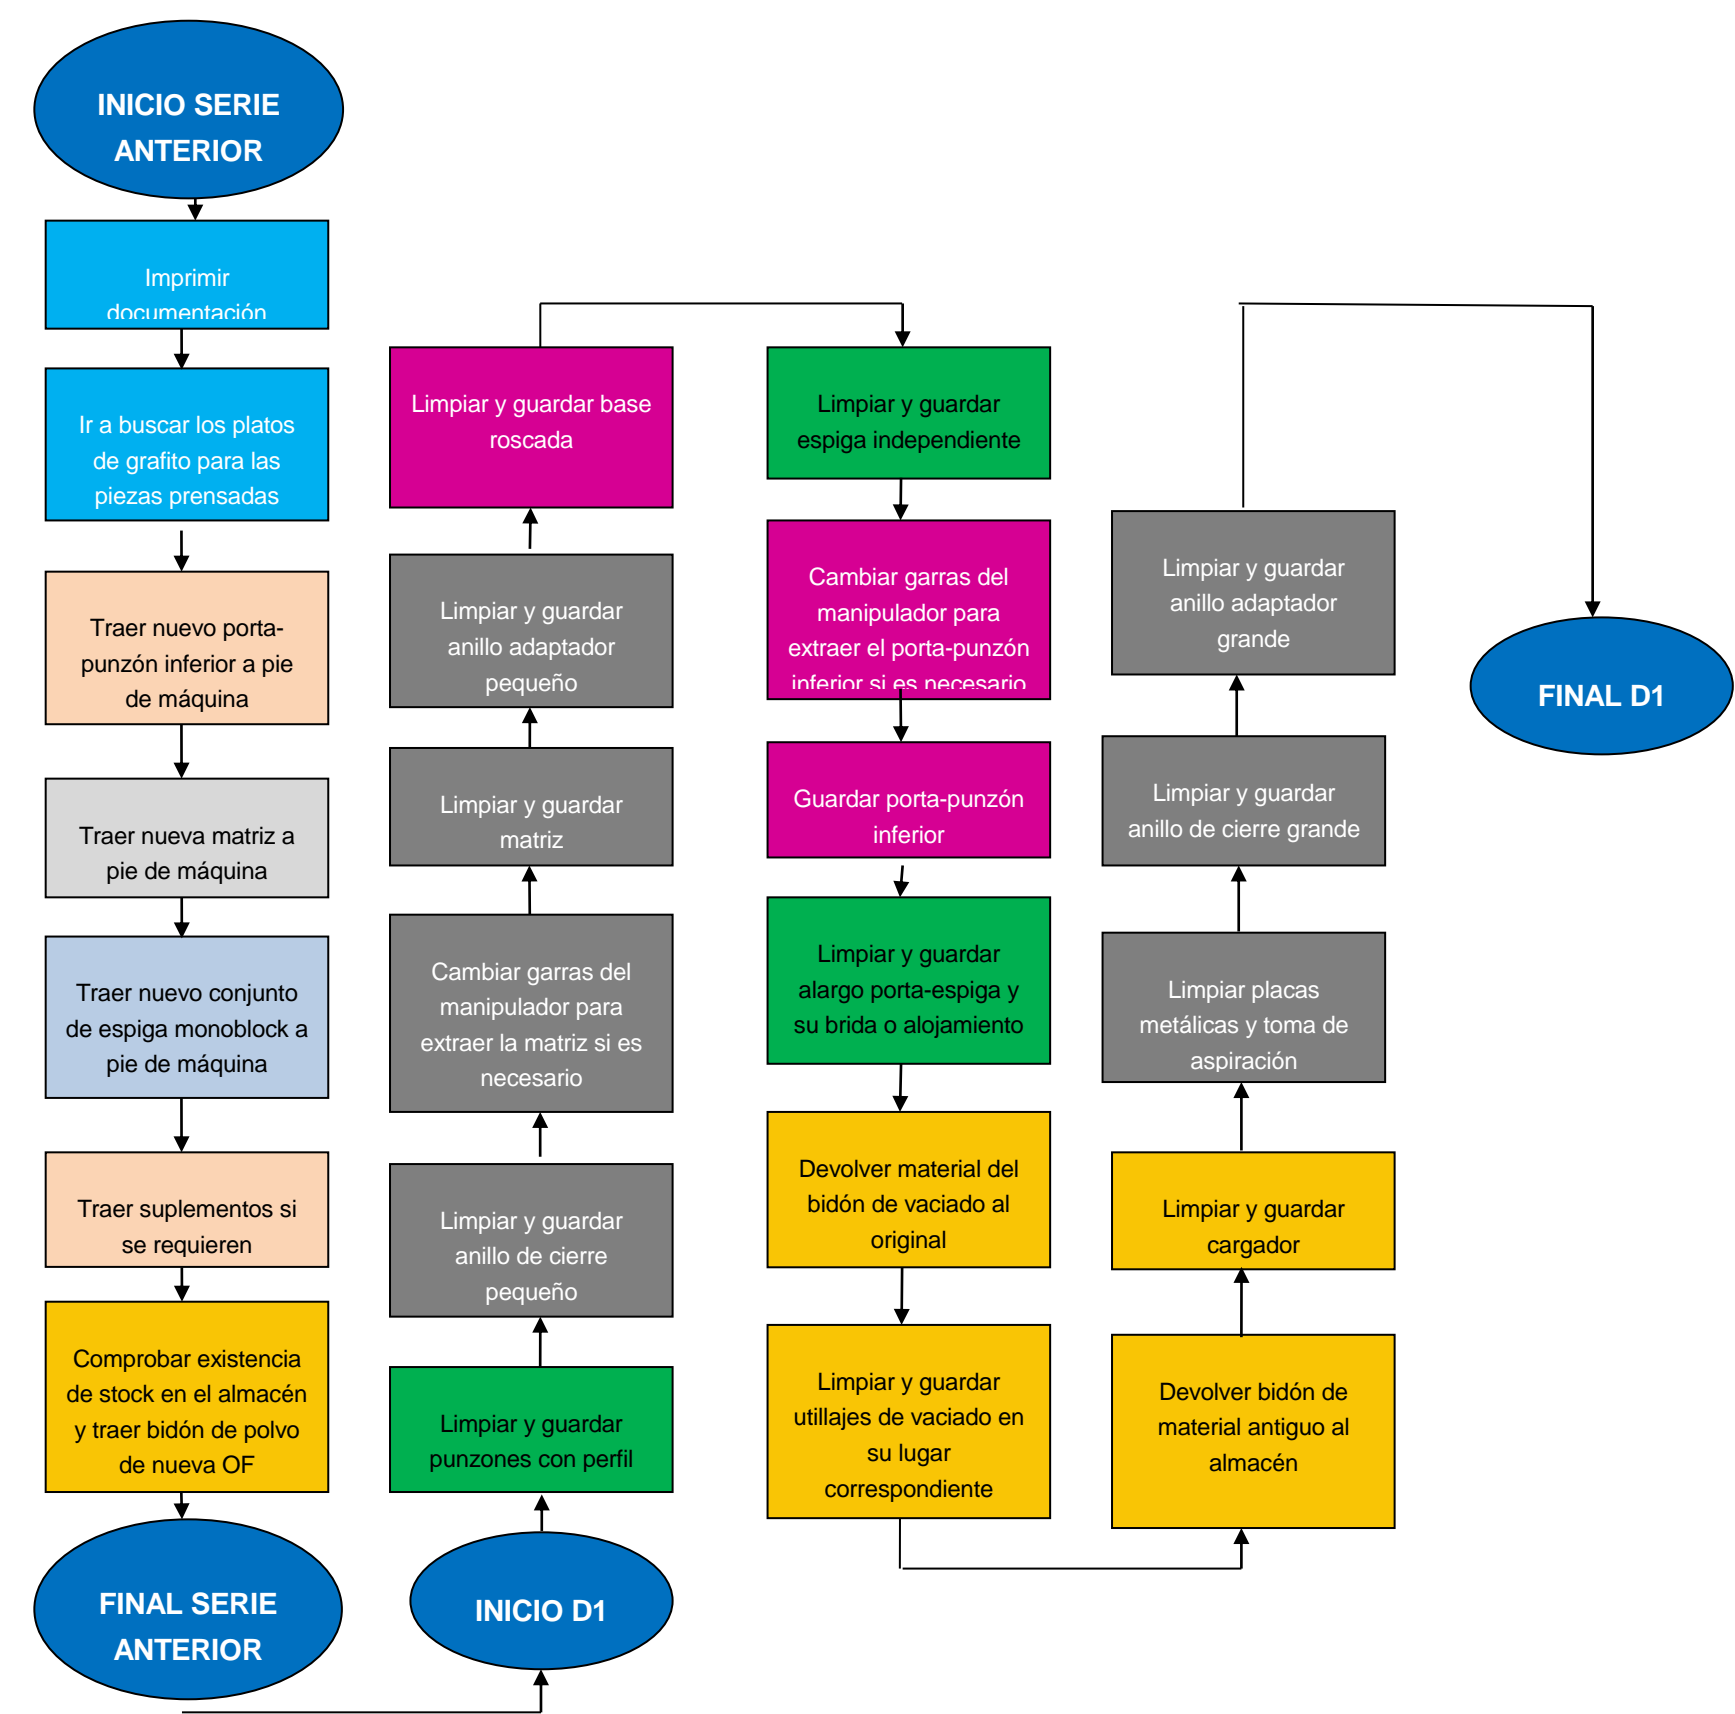 INICIO SERIE
ANTERIOR
Imprimir
documentación
Ir a buscar los platos
de grafito para las
piezas prensadas
Traer nuevo porta-
punzón inferior a pie
de máquina
Traer nueva matriz a
pie de máquina
Traer nuevo conjunto
de espiga monoblock a
pie de máquina
Traer suplementos si
se requieren
Comprobar existencia
de stock en el almacén
y traer bidón de polvo
de nueva OF
FINAL SERIE
ANTERIOR
INICIO D1
Limpiar y guardar
punzones con perfil
Limpiar y guardar
anillo de cierre
pequeño
Cambiar garras del
manipulador para
extraer la matriz si es
necesario
Limpiar y guardar
matriz
Limpiar y guardar
anillo adaptador
pequeño
Limpiar y guardar base
roscada
Limpiar y guardar
espiga independiente
Cambiar garras del
manipulador para
extraer el porta-punzón
inferior si es necesario
Guardar porta-punzón
inferior
Limpiar y guardar
alargo porta-espiga y
su brida o alojamiento
Devolver material del
bidón de vaciado al
original
Limpiar y guardar
utillajes de vaciado en
su lugar
correspondiente
Devolver bidón de
material antiguo al
almacén
Limpiar y guardar
cargador
Limpiar placas
metálicas y toma de
aspiración
Limpiar y guardar
anillo de cierre grande
Limpiar y guardar
anillo adaptador
grande
FINAL D1